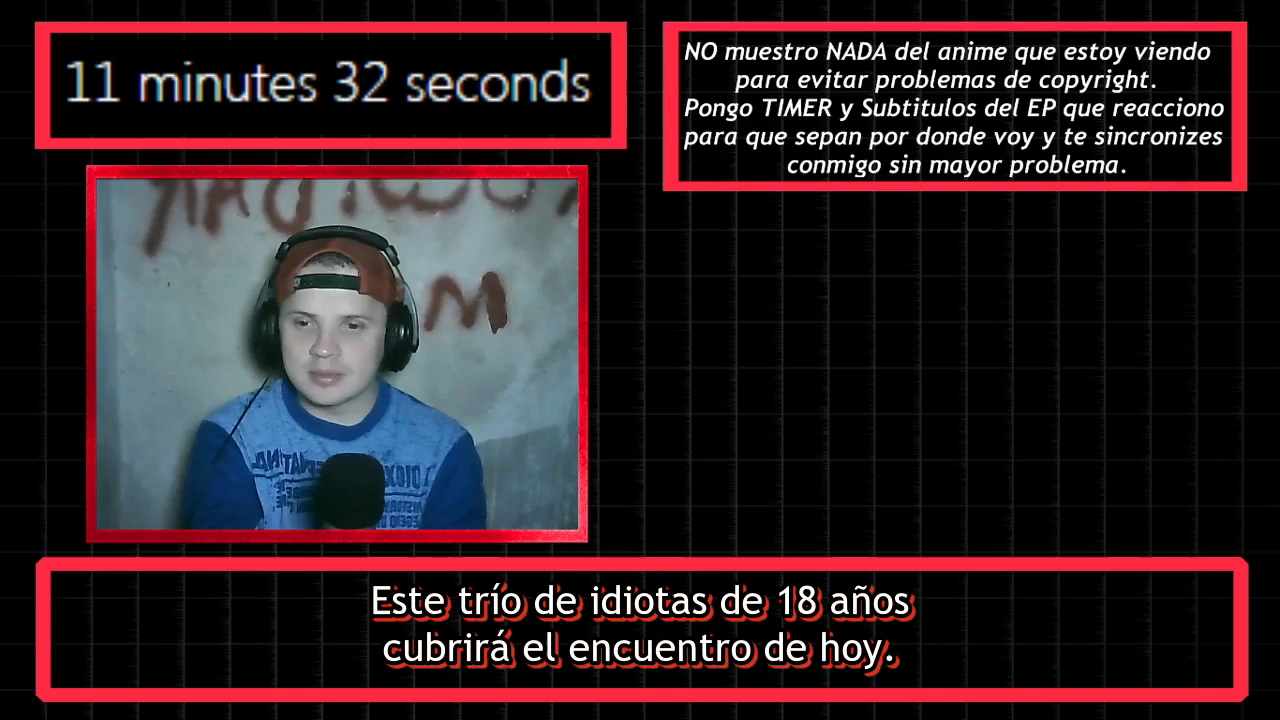 11 minutes 32 seconds
NO muestro NADA del anime que estoy viendo
para evitar problemas de copyright.
Pongo TIMER y Subtitulos del EP que reacciono
para que sepan por donde voy y te sincronizes
conmigo sin mayor problema.
Este trío de idiotas de 18 años
cubrirá el encuentro de hoy.